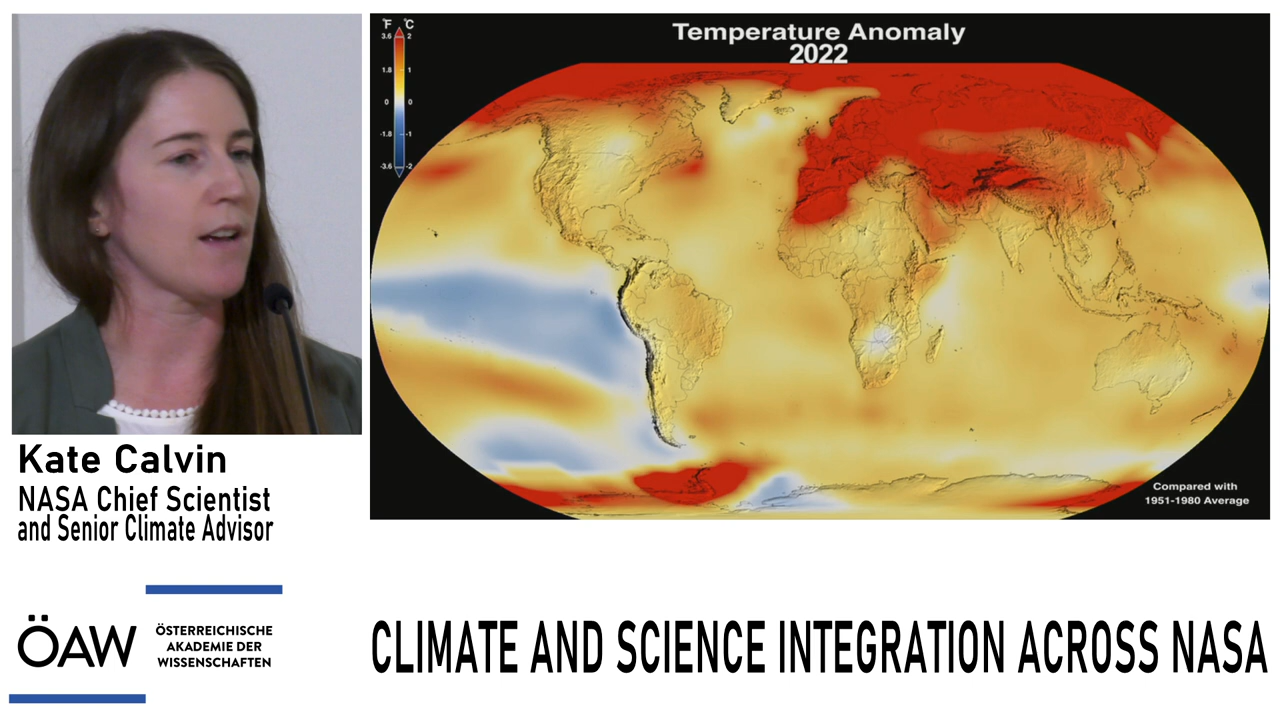 Kate Calvin
NASA Chief Scientist
and Senior Climate Advisor
ÖAW
ÖSTERREICHISCHE
AKADEMIE DER
WISSENSCHAFTEN
°F °C
3.6 2
1.8 1
0 0
-1.8 -1
-3.6 -2
Temperature Anomaly
2022
Compared with
1951-1980 Average
CLIMATE AND SCIENCE INTEGRATION ACROSS NASA